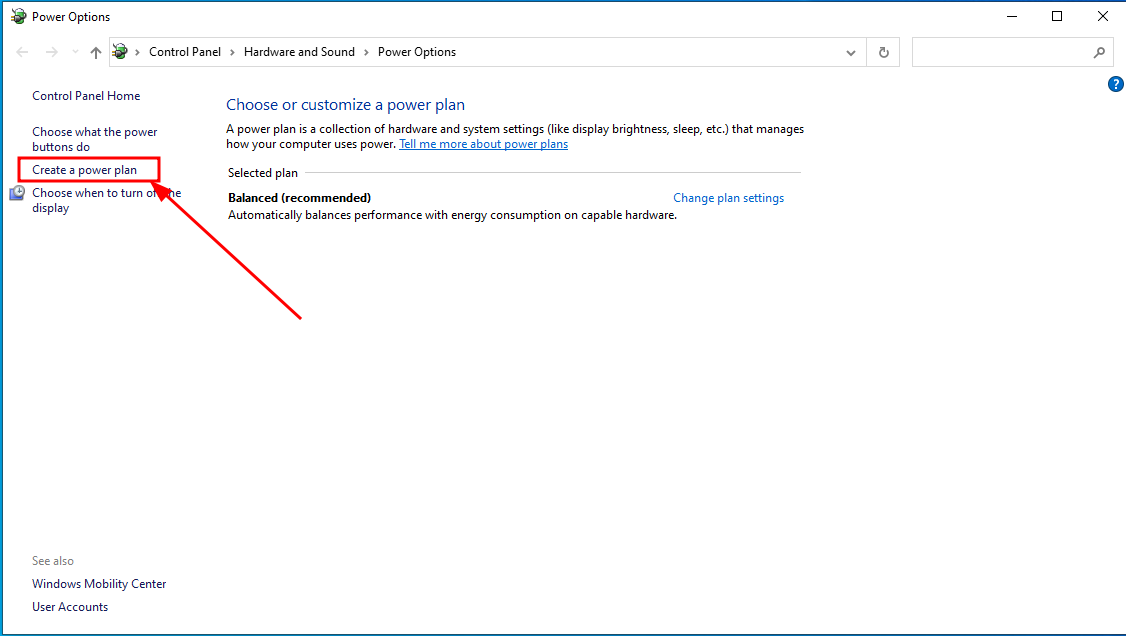 Power Options
Control Panel › Hardware and Sound › Power Options
?
Control Panel Home
Choose what the power
buttons do
Create a power plan
Choose when to turn off the
display
Choose or customize a power plan
A power plan is a collection of hardware and system settings (like display brightness, sleep, etc.) that manages
how your computer uses power. Tell me more about power plans
Selected plan
Balanced (recommended) Change plan settings
Automatically balances performance with energy consumption on capable hardware.
See also
Windows Mobility Center
User Accounts